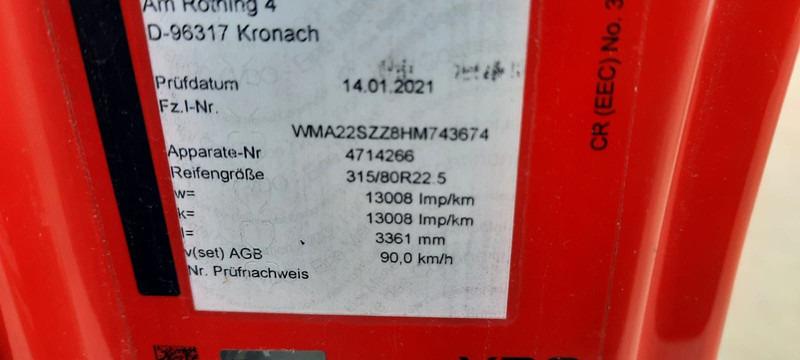 Am Röthing 4
D-96317 Kronach
Prüfdatum 14.01.2021
Fz.I-Nr.
WMA22SZZ8HM743674
Apparate-Nr 4714266
Reifengröße 315/80R22.5
w= 13008 Imp/km
k= 13008 Imp/km
l= 3361 mm
v(set) AGB 90,0 km/h
Nr. Prüfnachweis
CR (EEC) No. 3